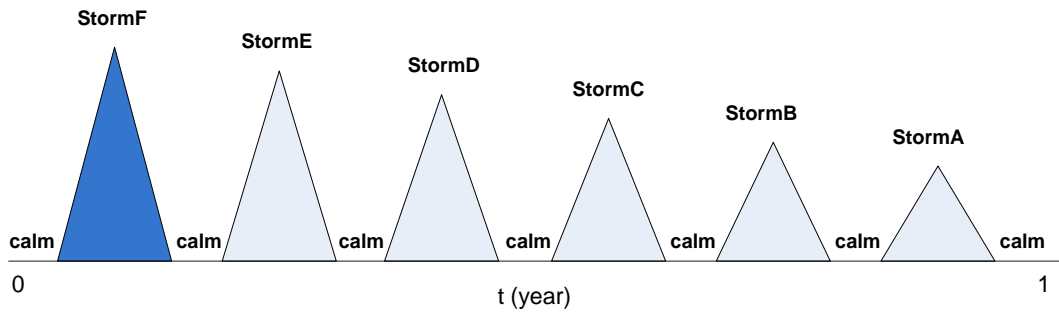 StormF
StormE
StormD
StormC
StormB
StormA
calm calm calm calm calm calm calm
0 1
t (year)